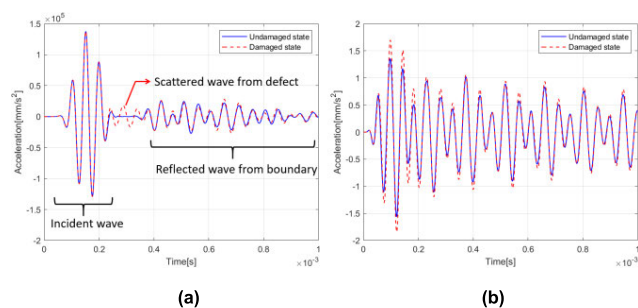 ×10^5
2
1.5
1
0.5
0
-0.5
-1
-1.5
-2
Acceleration[mm/s²]
Undamaged state
Damaged state
Scattered wave from defect
Reflected wave from boundary
Incident wave
0 0.2 0.4 0.6 0.8 1
Time[s]
×10^-3
(a)
2
1.5
1
0.5
0
-0.5
-1
-1.5
-2
Acceleration[mm/s²]
Undamaged state
Damaged state
0 0.2 0.4 0.6 0.8 1
Time[s]
×10^-3
(b)